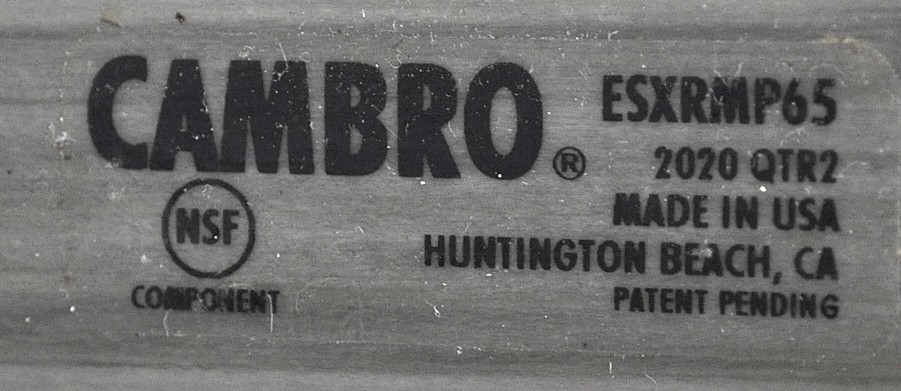 CAMBRO®
NSF
COMPONENT
ESXRMP65
2020 QTR2
MADE IN USA
HUNTINGTON BEACH, CA
PATENT PENDING